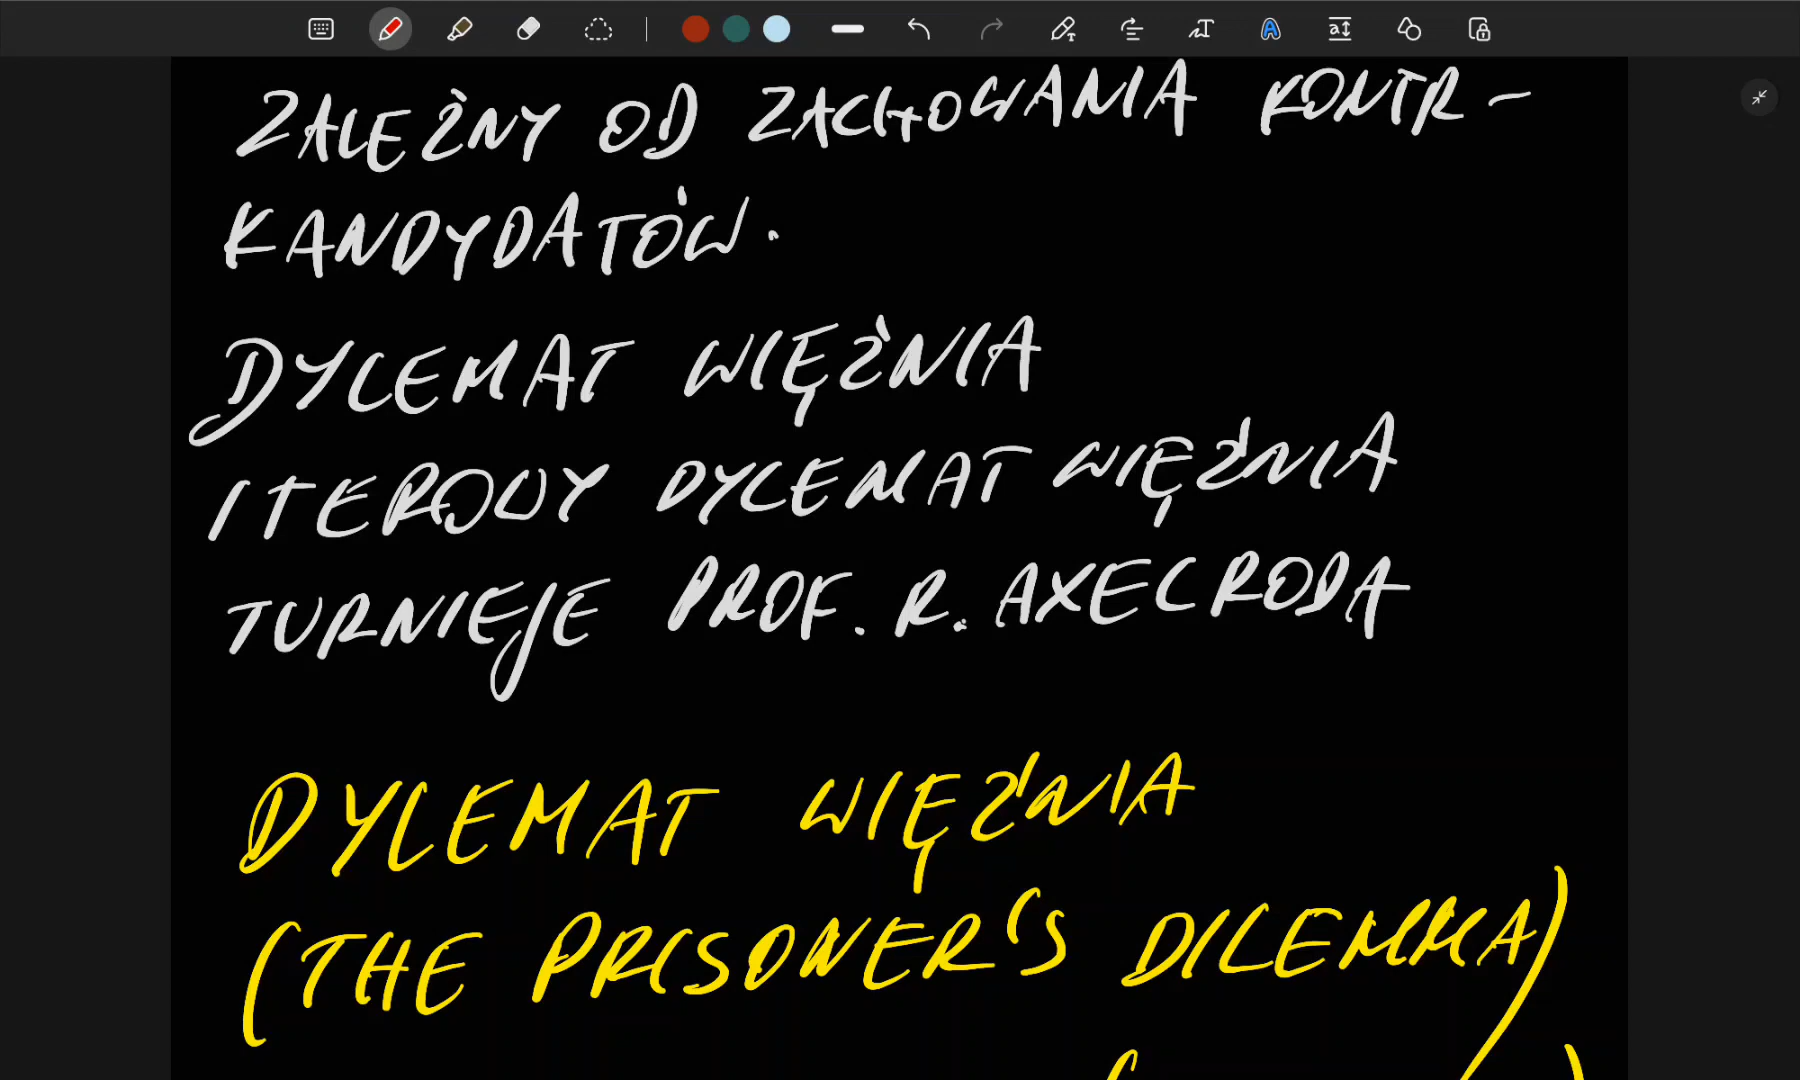 ZALEŻNY OD ZACHOWANIA KONTR-
KANDYDATÓW.
DYLEMAT WIĘŹNIA
ITEROWY DYLEMAT WIĘŹNIA
TURNIEJE PROF. R. AXELRODA
DYLEMAT WIĘŹNIA
(THE PRISONER'S DILEMMA)